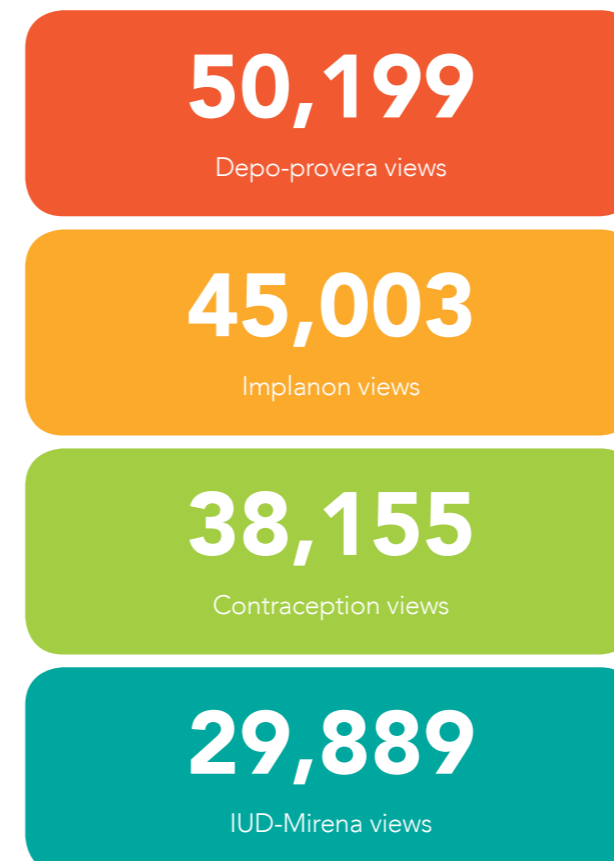 50,199
Depo-provera views
45,003
Implanon views
38,155
Contraception views
29,889
IUD-Mirena views